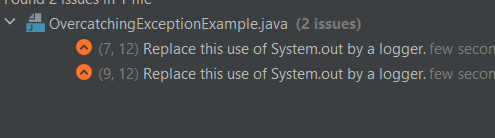 Found 2 issues in 1 file
OvercatchingExceptionExample.java (2 issues)
(7, 12) Replace this use of System.out by a logger. few secon
(9, 12) Replace this use of System.out by a logger. few secon